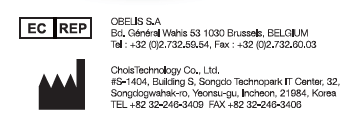 EC REP
OBELIS S.A
Bd. Général Wahis 53 1030 Brussels, BELGIUM
Tel : +32 (0)2.732.59.54, Fax : +32 (0)2.732.60.03
ChoisTechnology Co., Ltd.
#S-1404, Building S, Songdo Technopark IT Center, 32,
Songdogwahak-ro, Yeonsu-gu, Incheon, 21984, Korea
TEL +82 32-246-3409 FAX +82 32-246-3406